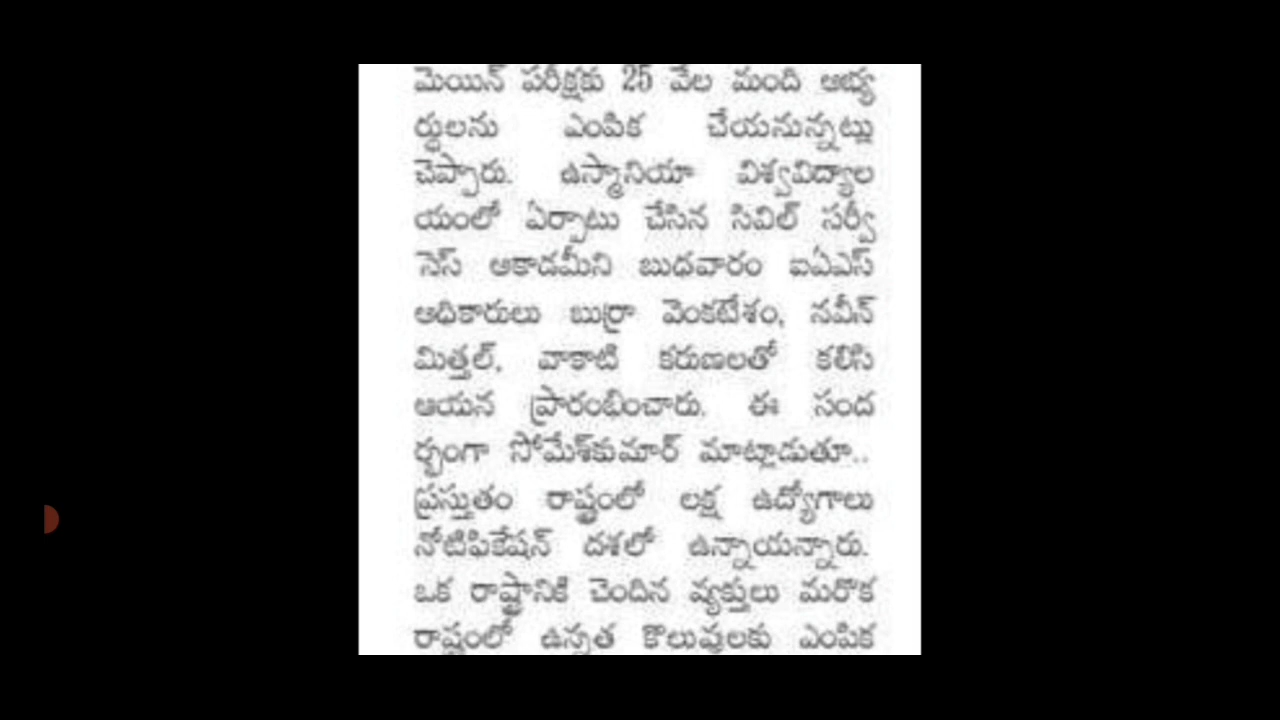 మెయిన్ పరీక్షకు 25 వేల మంది అభ్య
ర్థులను ఎంపిక చేయనున్నట్లు
చెప్పారు. ఉస్మానియా విశ్వవిద్యాల
యంలో ఏర్పాటు చేసిన సివిల్ సర్వీ
సెస్ అకాడమీని బుధవారం ఐఏఎస్
అధికారులు బుర్రా వెంకటేశం, నవీన్
మిత్తల్, వాకాటి కరుణలతో కలిసి
ఆయన ప్రారంభించారు. ఈ సంద
ర్భంగా సోమేశ్‌కుమార్ మాట్లాడుతూ..
ప్రస్తుతం రాష్ట్రంలో లక్ష ఉద్యోగాలు
నోటిఫికేషన్ దశలో ఉన్నాయన్నారు.
ఒక రాష్ట్రానికి చెందిన వ్యక్తులు మరొక
రాష్ట్రంలో ఉన్నత కొలువులకు ఎంపిక